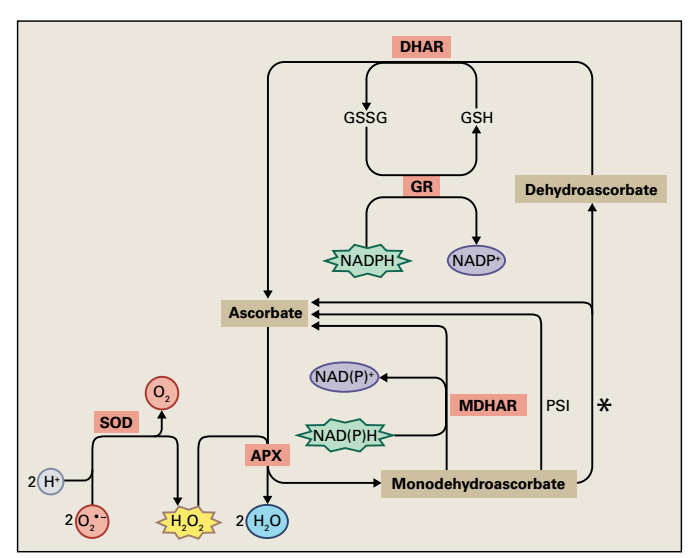 DHAR
GSSG GSH
GR
Dehydroascorbate
NADPH NADP⁺
Ascorbate
NAD(P)⁺
O₂
MDHAR PSI *
SOD
NAD(P)H
APX
2 H⁺
Monodehydroascorbate
2 O₂•⁻ H₂O₂ 2 H₂O